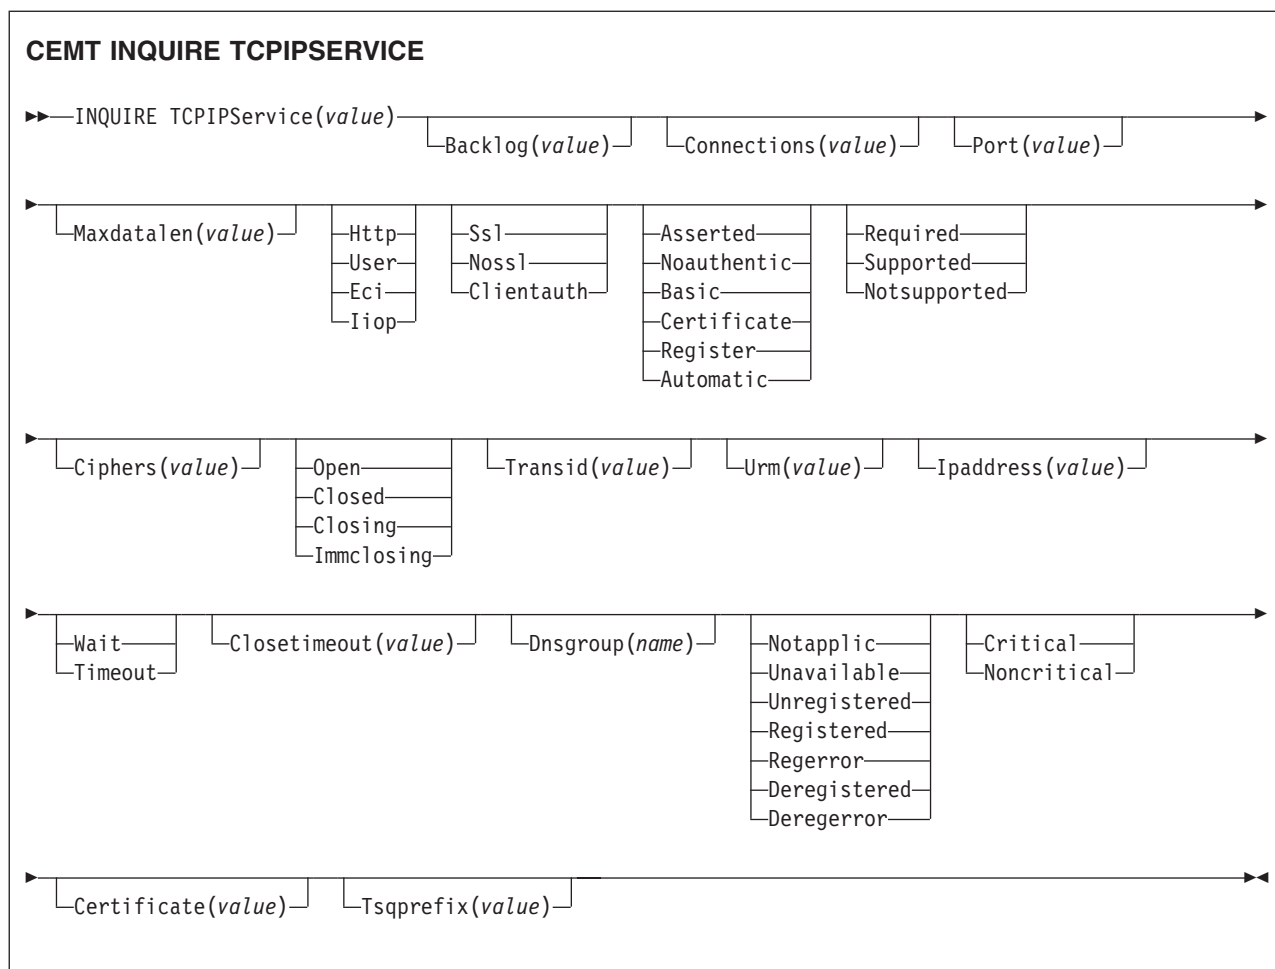 CEMT INQUIRE TCPIPSERVICE
INQUIRE TCPIPService(value)
Backlog(value)
Connections(value)
Port(value)
Maxdatalen(value)
Http
User
Eci
Iiop
Ssl
Nossl
Clientauth
Asserted
Noauthentic
Basic
Certificate
Register
Automatic
Required
Supported
Notsupported
Ciphers(value)
Open
Closed
Closing
Immclosing
Transid(value)
Urm(value)
Ipaddress(value)
Wait
Timeout
Closetimeout(value)
Dnsgroup(name)
Notapplic
Unavailable
Unregistered
Registered
Regerror
Deregistered
Deregerror
Critical
Noncritical
Certificate(value)
Tsqprefix(value)